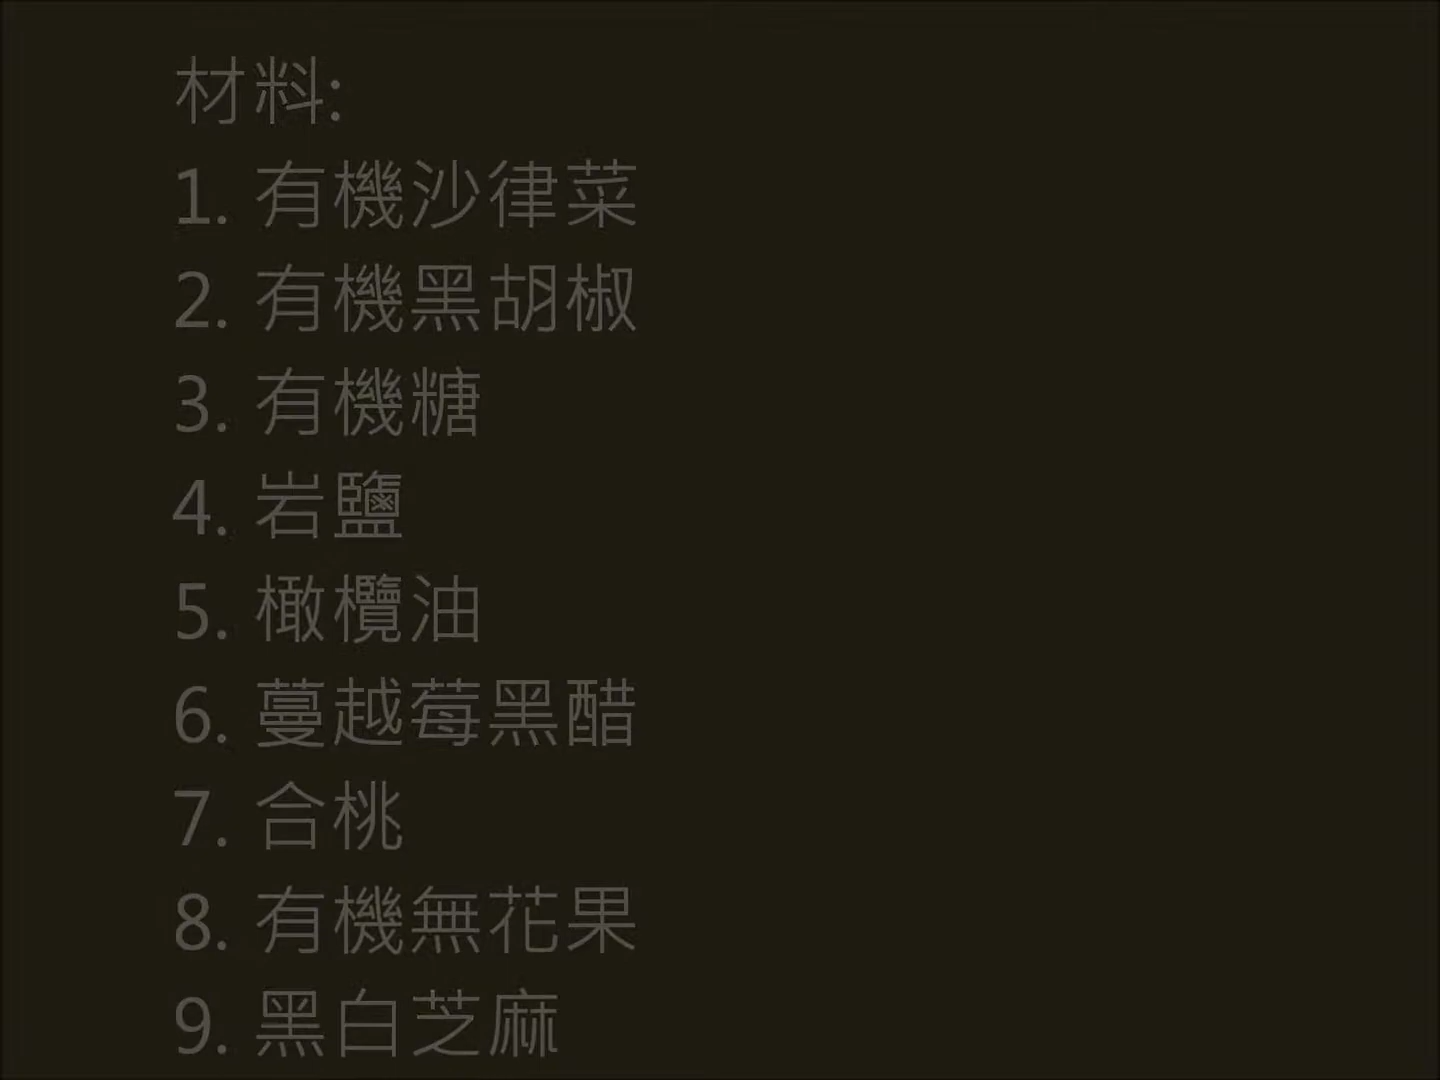 材料:
1. 有機沙律菜
2. 有機黑胡椒
3. 有機糖
4. 岩鹽
5. 橄欖油
6. 蔓越莓黑醋
7. 合桃
8. 有機無花果
9. 黑白芝麻